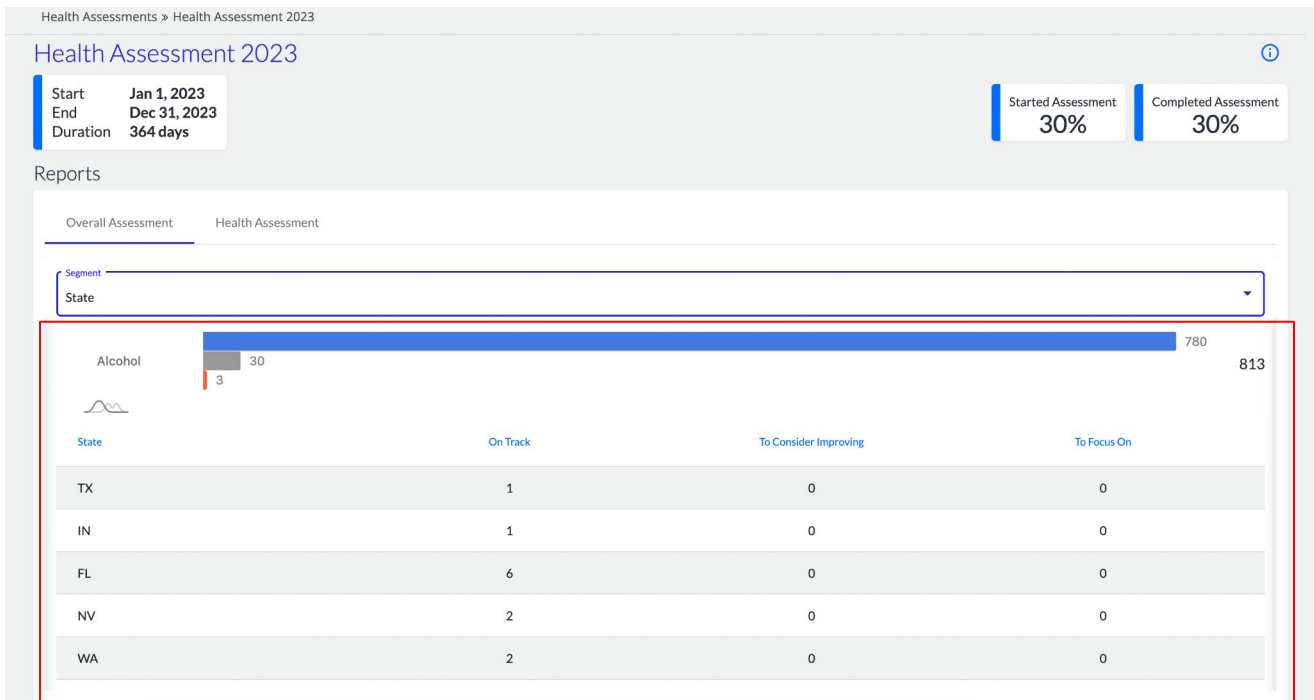 Health Assessments » Health Assessment 2023
Health Assessment 2023
Start Jan 1, 2023
End Dec 31, 2023
Duration 364 days
Started Assessment
30%
Completed Assessment
30%
Reports
Overall Assessment Health Assessment
Segment
State
780
Alcohol 30 813
3
State On Track To Consider Improving To Focus On
TX 1 0 0
IN 1 0 0
FL 6 0 0
NV 2 0 0
WA 2 0 0